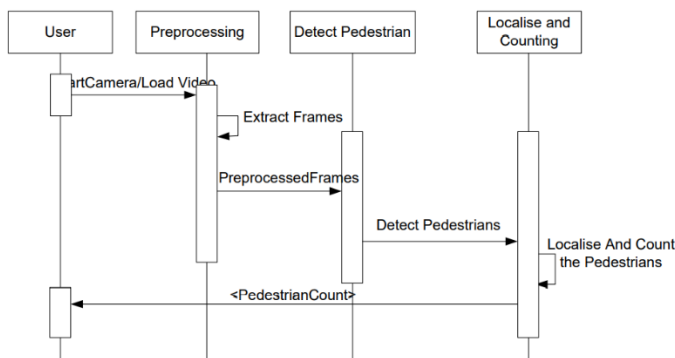 User
Preprocessing
Detect Pedestrian
Localise and
Counting
artCamera/Load Video
Extract Frames
PreprocessedFrames
Detect Pedestrians
Localise And Count
the Pedestrians
<PedestrianCount>